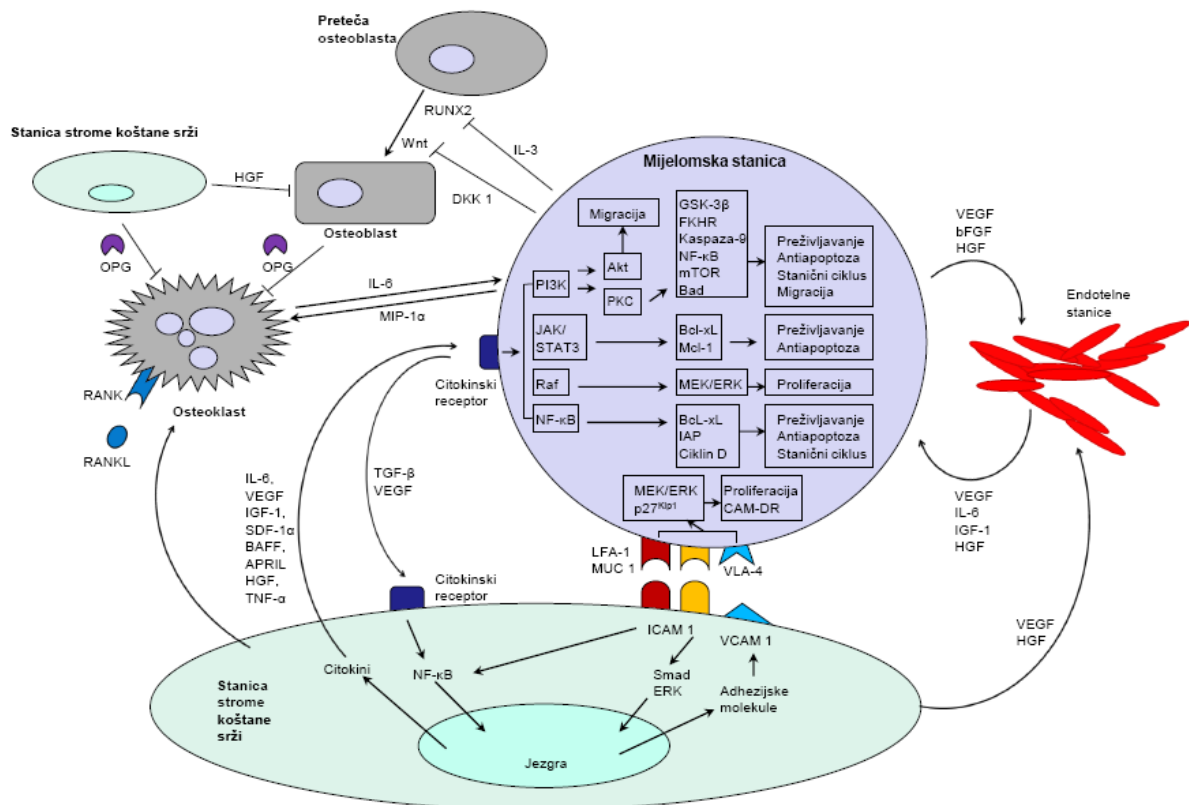 Preteča
osteoblasta
RUNX2
Stanica strome koštane srži
HGF
Wnt
IL-3
DKK 1
Osteoblast
OPG
OPG
IL-6
MIP-1α
RANK
Osteoklast
RANKL
Mijelomska stanica
Migracija
GSK-3β
FKHR
Kaspaza-9
NF-κB
mTOR
Bad
Akt
PI3K
PKC
Preživljavanje
Antiapoptoza
Stanični ciklus
Migracija
JAK/
STAT3
Bcl-xL
Mcl-1
Preživljavanje
Antiapoptoza
Raf
MEK/ERK
Proliferacija
NF-κB
BcL-xL
IAP
Ciklin D
Preživljavanje
Antiapoptoza
Stanični ciklus
MEK/ERK
p27Kip1
Proliferacija
CAM-DR
Citokinski
receptor
VEGF
bFGF
HGF
Endotelne
stanice
VEGF
IL-6
IGF-1
HGF
TGF-β
VEGF
IL-6,
VEGF
IGF-1,
SDF-1α
BAFF,
APRIL
HGF,
TNF-α
LFA-1
MUC 1
VLA-4
Citokinski
receptor
ICAM 1
VCAM 1
VEGF
HGF
Citokini
NF-κB
Smad
ERK
Adhezijske
molekule
Stanica
strome
koštane
srži
Jezgra